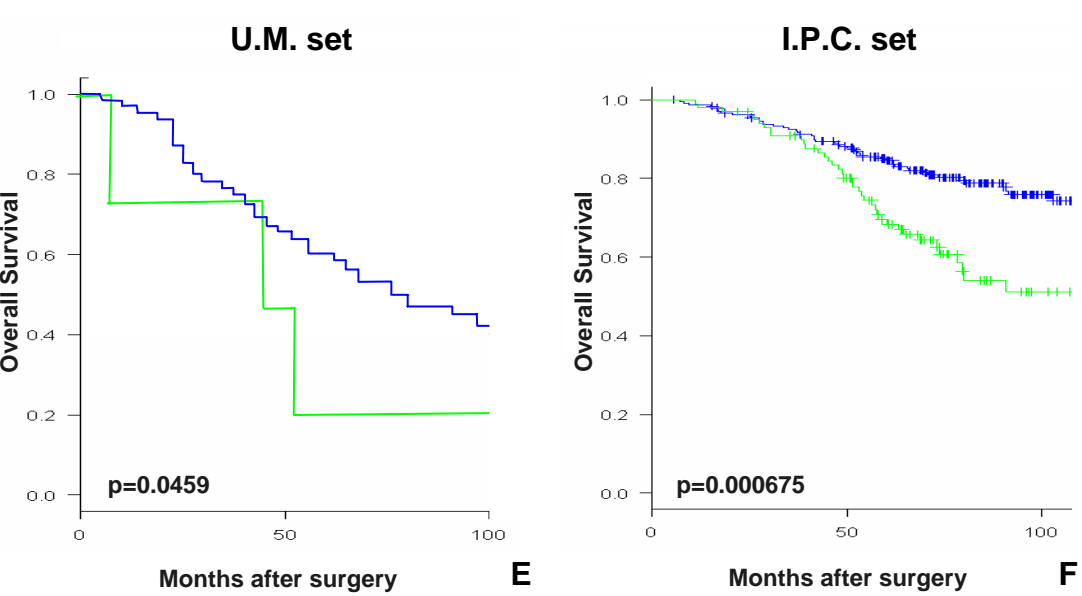 U.M. set
Overall Survival
1.0
0.8
0.6
0.4
0.2
0.0
p=0.0459
0 50 100
Months after surgery
E
I.P.C. set
Overall Survival
1.0
0.8
0.6
0.4
0.2
0.0
p=0.000675
0 50 100
Months after surgery
F